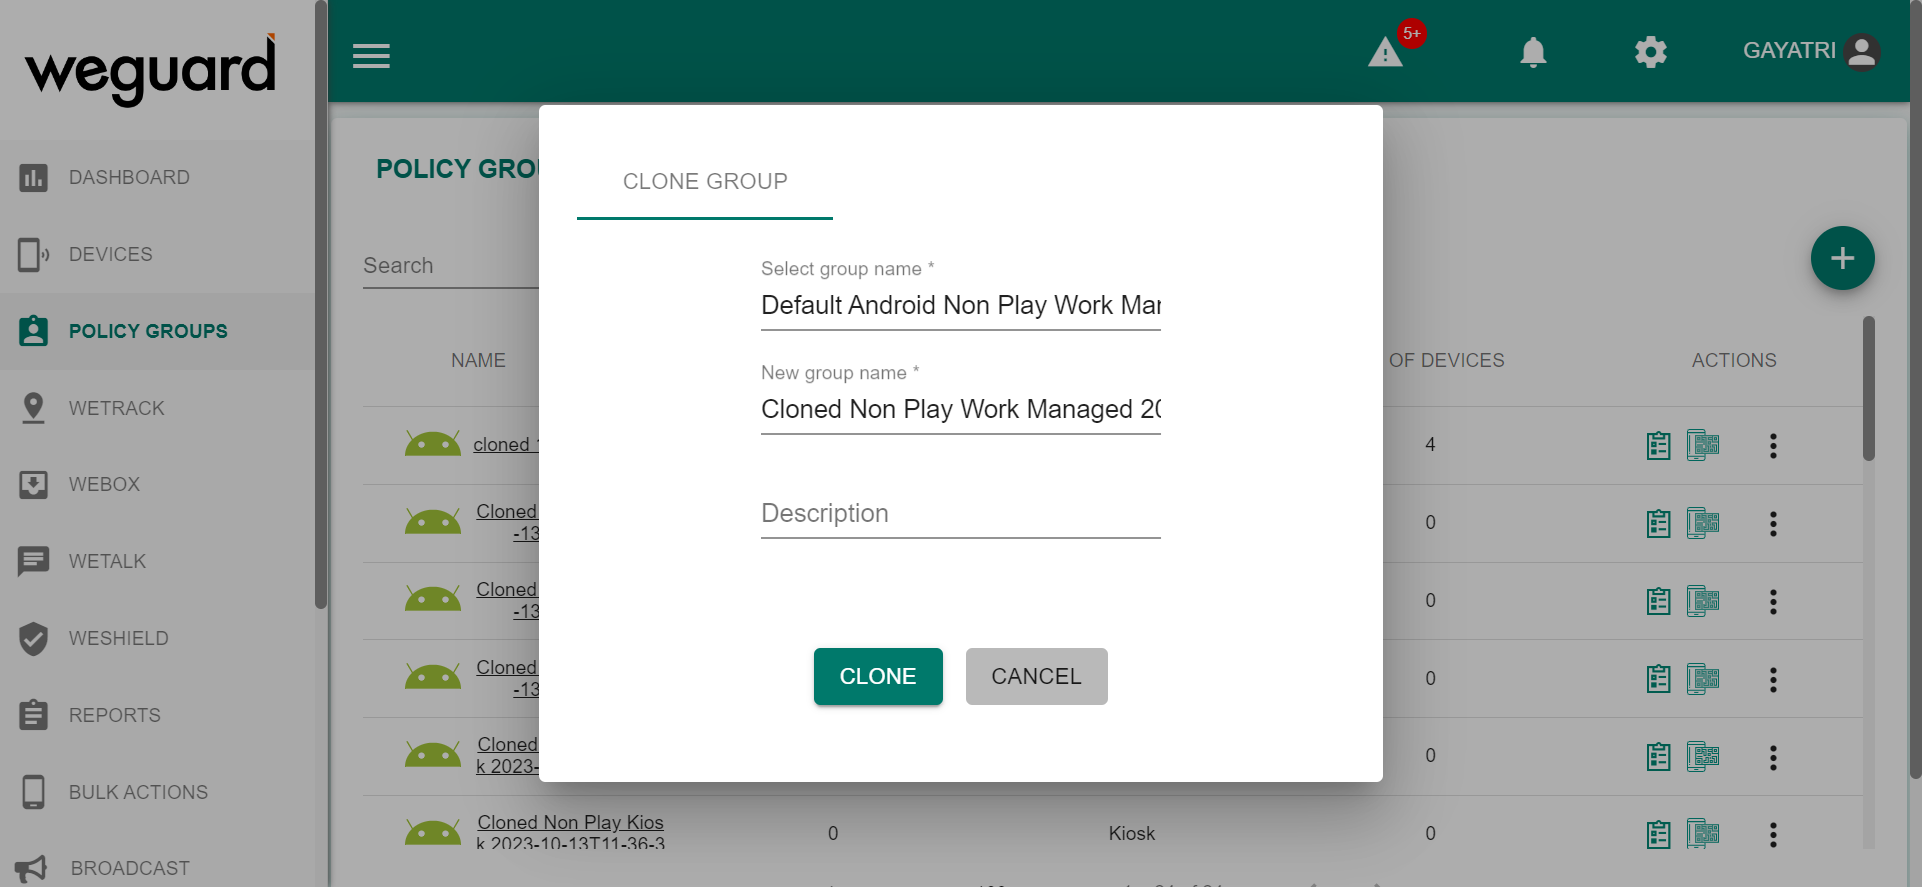 weguard
5+
GAYATRI
DASHBOARD
DEVICES
POLICY GROUPS
WETRACK
WEBOX
WETALK
WESHIELD
REPORTS
BULK ACTIONS
BROADCAST
POLICY GROU
Search
NAME
OF DEVICES
ACTIONS
cloned
4
Cloned
-13
0
Cloned
-13
0
Cloned
-13
0
Cloned
k 2023-
0
Cloned Non Play Kios
k 2023-10-13T11-36-3
0
Kiosk
0
CLONE GROUP
Select group name *
Default Android Non Play Work Man
New group name *
Cloned Non Play Work Managed 20
Description
CLONE
CANCEL